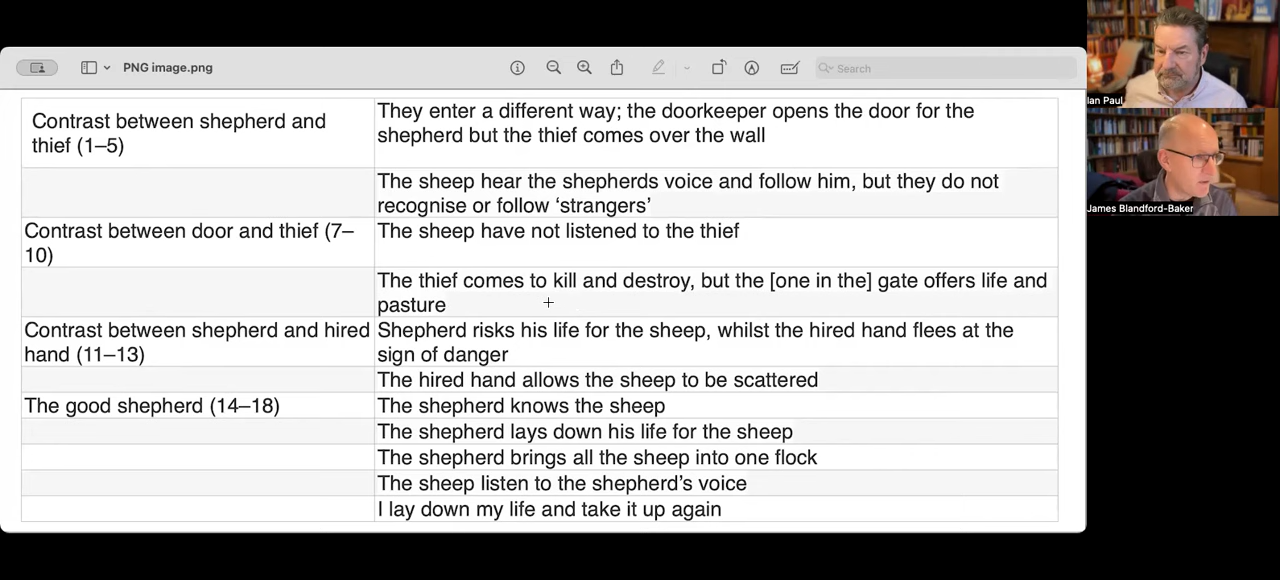 PNG image.png
Search
Contrast between shepherd and
thief (1–5)
They enter a different way; the doorkeeper opens the door for the
shepherd but the thief comes over the wall
The sheep hear the shepherds voice and follow him, but they do not
recognise or follow ‘strangers’
Contrast between door and thief (7–
10)
The sheep have not listened to the thief
The thief comes to kill and destroy, but the [one in the] gate offers life and
pasture
Contrast between shepherd and hired
hand (11–13)
Shepherd risks his life for the sheep, whilst the hired hand flees at the
sign of danger
The hired hand allows the sheep to be scattered
The good shepherd (14–18)
The shepherd knows the sheep
The shepherd lays down his life for the sheep
The shepherd brings all the sheep into one flock
The sheep listen to the shepherd’s voice
I lay down my life and take it up again
Ian Paul
James Blandford-Baker